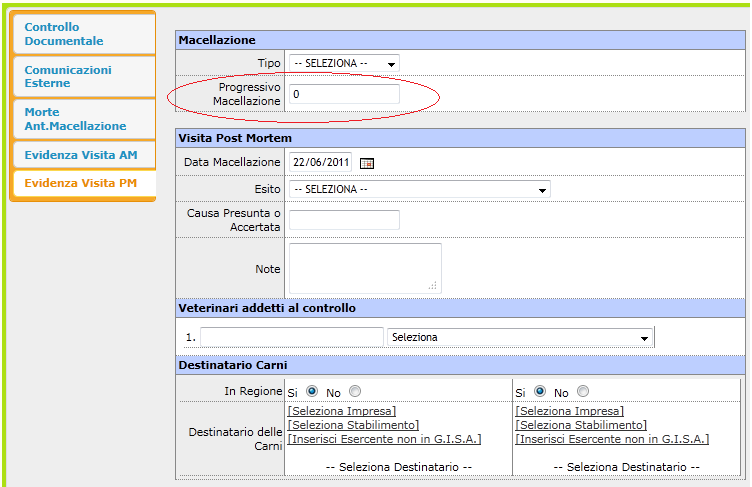 Controllo
Documentale
Comunicazioni
Esterne
Morte
Ant.Macellazione
Evidenza Visita AM
Evidenza Visita PM
Macellazione
Tipo -- SELEZIONA --
Progressivo
Macellazione 0
Visita Post Mortem
Data Macellazione 22/06/2011
Esito -- SELEZIONA --
Causa Presunta o
Accertata
Note
Veterinari addetti al controllo
1. Seleziona
Destinatario Carni
In Regione Si No Si No
Destinatario delle
Carni
[Seleziona Impresa]
[Seleziona Stabilimento]
[Inserisci Esercente non in G.I.S.A.]
-- Seleziona Destinatario --
[Seleziona Impresa]
[Seleziona Stabilimento]
[Inserisci Esercente non in G.I.S.A.]
-- Seleziona Destinatario --